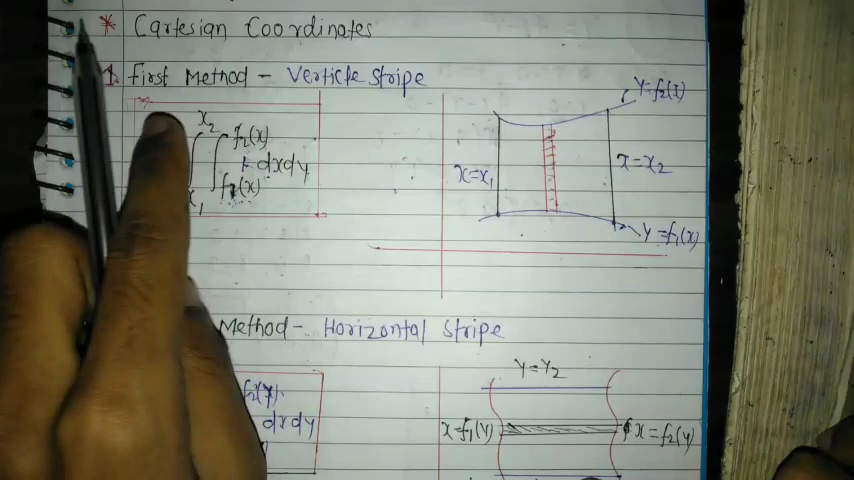 * Cartesian Coordinates
1. First Method - Verticle Stripe
x2
f2(x)
1 dxdy
f1(x)
x1
Y=f2(x)
x=x1
x=x2
Y=f1(x)
Method - Horizontal Stripe
f2(y)
dxdy
Y=Y2
x=f1(y)
x=f2(y)